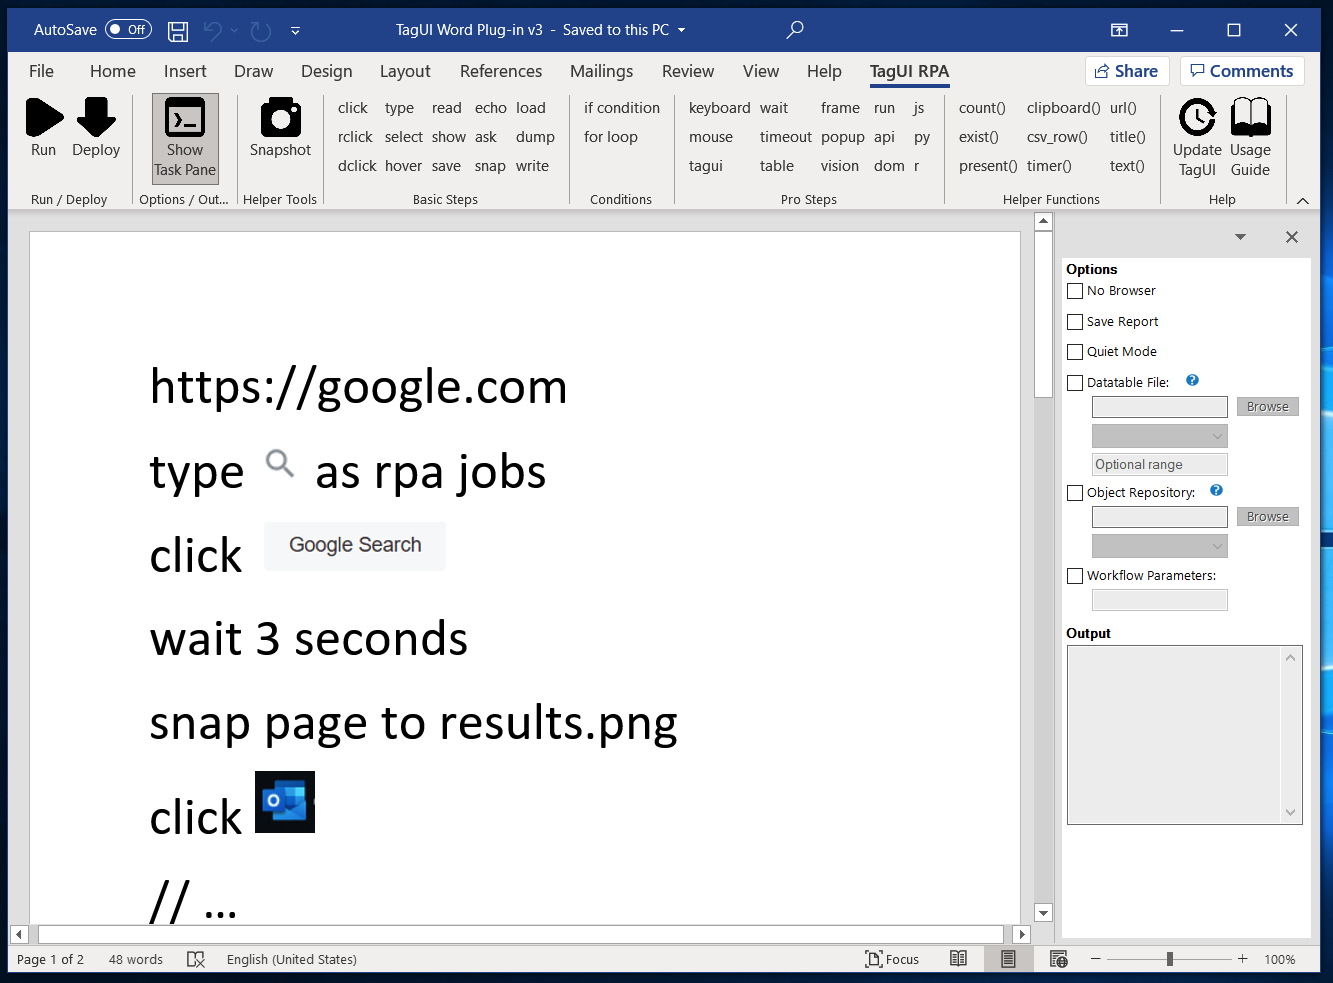 AutoSave Off TagUI Word Plug-in v3 - Saved to this PC
File Home Insert Draw Design Layout References Mailings Review View Help TagUI RPA Share Comments
click type read echo load if condition keyboard wait frame run js count() clipboard() url()
rclick select show ask dump for loop mouse timeout popup api py exist() csv_row() title()
dclick hover save snap write tagui table vision dom r present() timer() text()
Run Deploy Show Task Pane Snapshot Update TagUI Usage Guide
Run / Deploy Options / Out... Helper Tools Basic Steps Conditions Pro Steps Helper Functions Help
https://google.com
type as rpa jobs
click Google Search
wait 3 seconds
snap page to results.png
click
// ...
Options
No Browser
Save Report
Quiet Mode
Datatable File: ?
Browse
Optional range
Object Repository: ?
Browse
Workflow Parameters:
Output
Page 1 of 2 48 words English (United States) Focus 100%